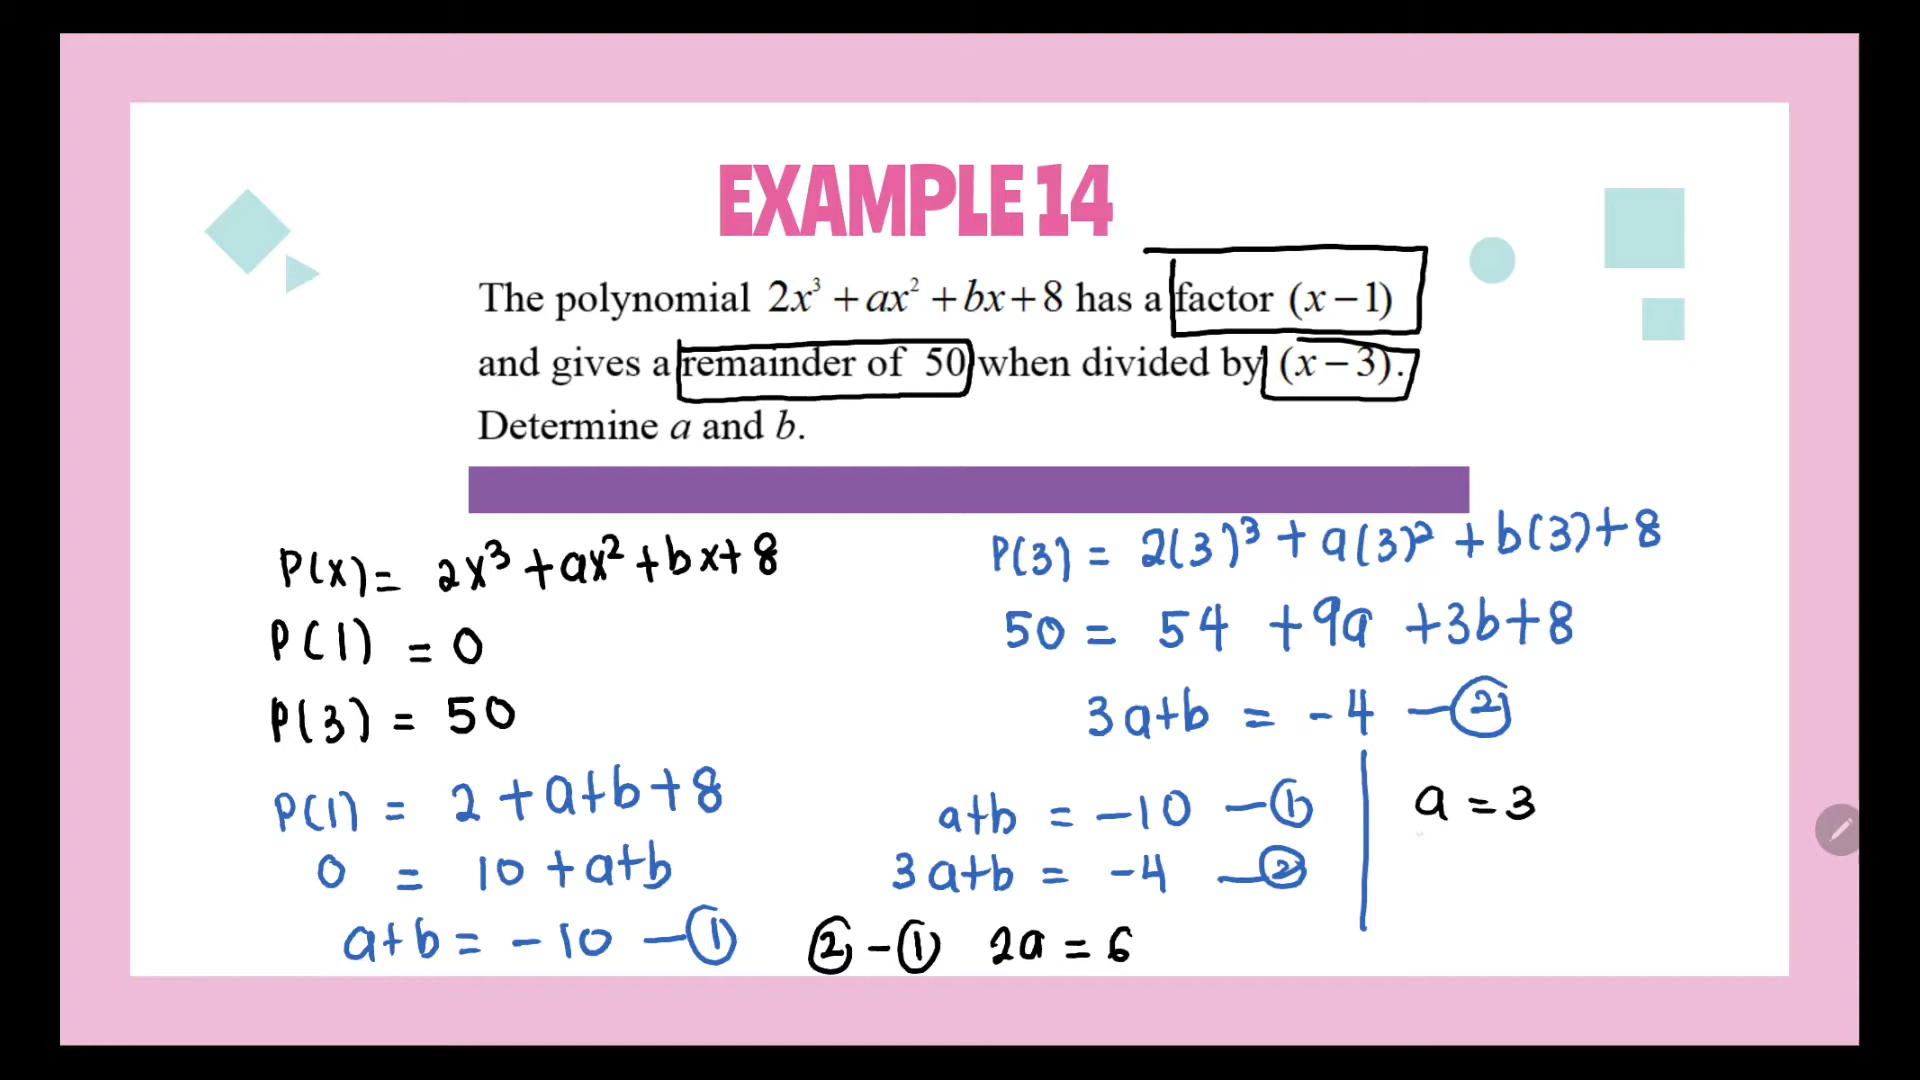 EXAMPLE 14
The polynomial 2x³ + ax² + bx + 8 has a factor (x − 1)
and gives a remainder of 50 when divided by (x − 3).
Determine a and b.
P(x) = 2x³ + ax² + bx + 8
P(1) = 0
P(3) = 50
P(1) = 2 + a + b + 8
0 = 10 + a + b
a + b = −10 — ①
P(3) = 2(3)³ + a(3)² + b(3) + 8
50 = 54 + 9a + 3b + 8
3a + b = −4 — ②
a + b = −10 — ①
3a + b = −4 — ②
② − ① 2a = 6
a = 3